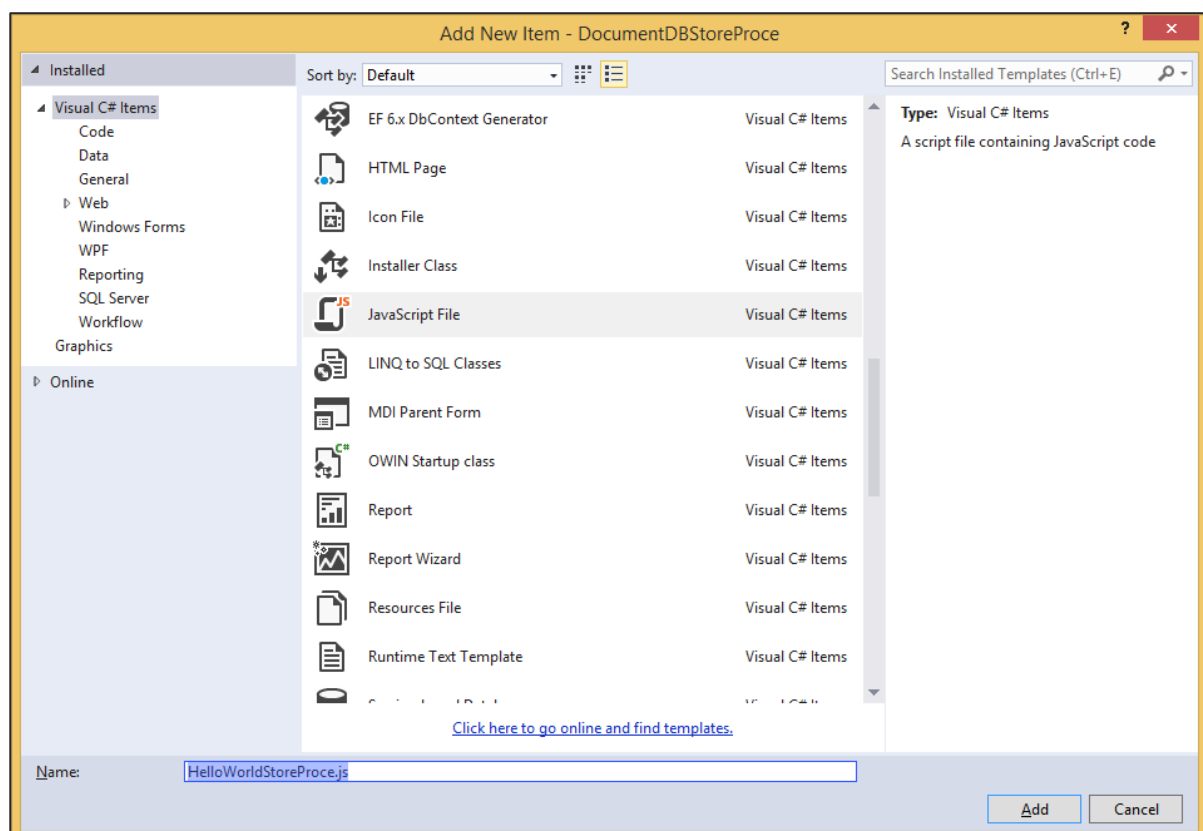 Add New Item - DocumentDBStoreProce
?
Installed
Sort by: Default
Search Installed Templates (Ctrl+E)
Visual C# Items
Code
Data
General
Web
Windows Forms
WPF
Reporting
SQL Server
Workflow
Graphics
Online
EF 6.x DbContext Generator Visual C# Items
HTML Page Visual C# Items
Icon File Visual C# Items
Installer Class Visual C# Items
JS
JavaScript File Visual C# Items
LINQ to SQL Classes Visual C# Items
MDI Parent Form Visual C# Items
C#
OWIN Startup class Visual C# Items
Report Visual C# Items
Report Wizard Visual C# Items
Resources File Visual C# Items
Runtime Text Template Visual C# Items
Click here to go online and find templates.
Type: Visual C# Items
A script file containing JavaScript code
Name: HelloWorldStoreProce.js
Add Cancel